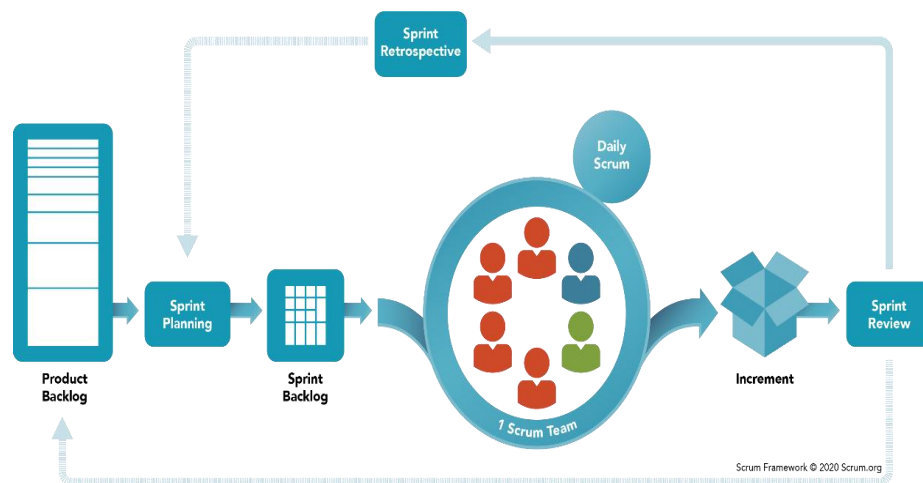 Sprint
Retrospective
Daily
Scrum
Sprint
Planning
Sprint
Review
Product
Backlog
Sprint
Backlog
1 Scrum Team
Increment
Scrum Framework © 2020 Scrum.org